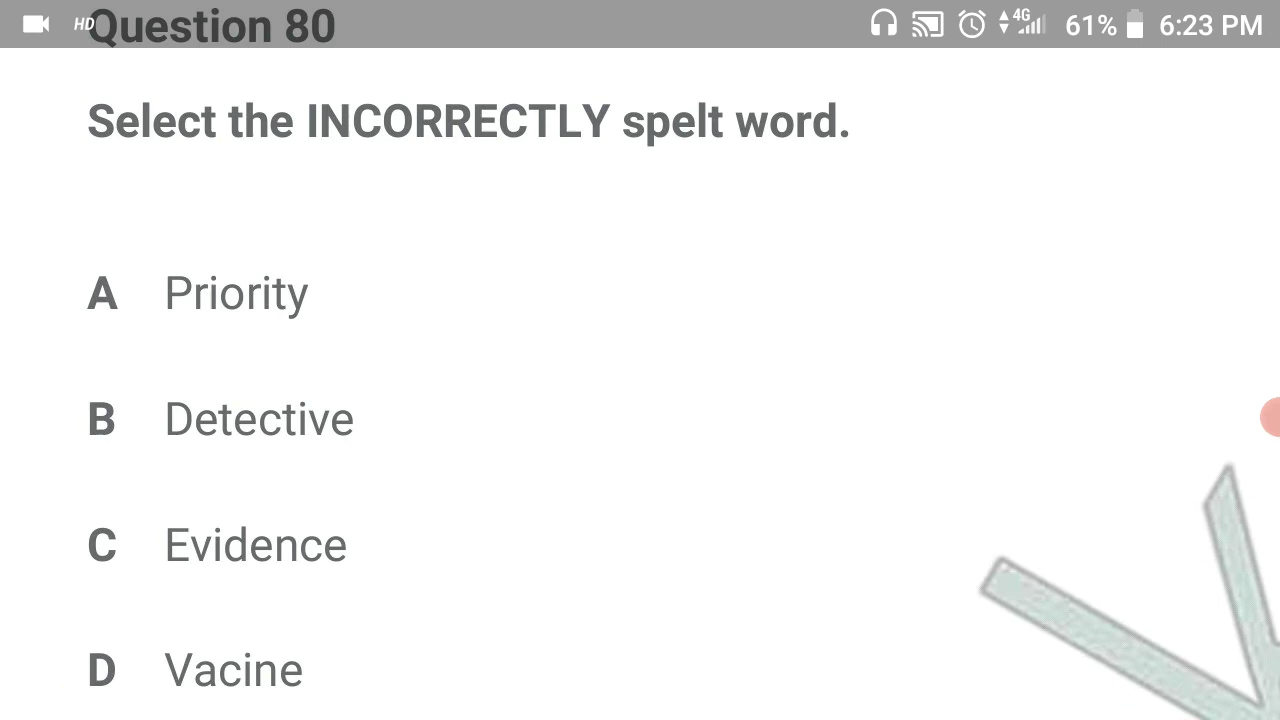 HD Question 80 4G 61% 6:23 PM
Select the INCORRECTLY spelt word.
A Priority
B Detective
C Evidence
D Vacine